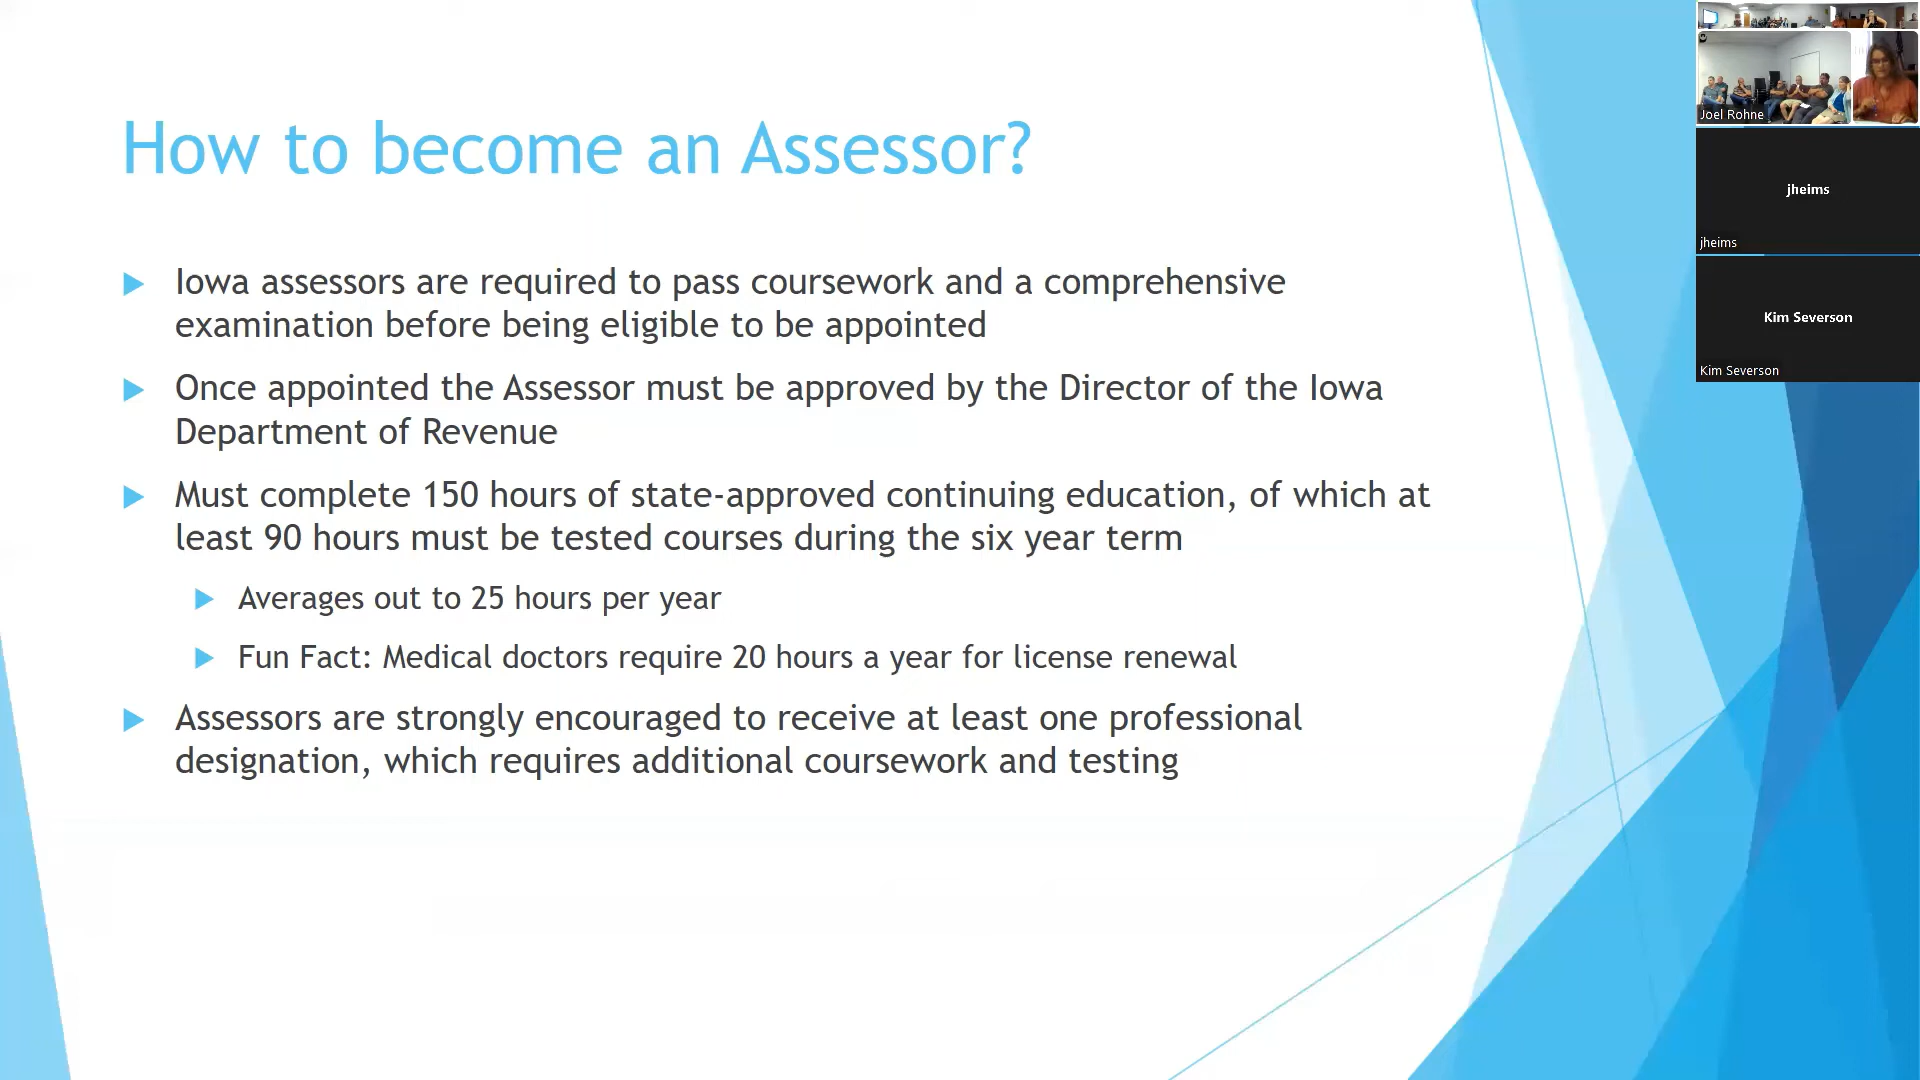 How to become an Assessor?
Iowa assessors are required to pass coursework and a comprehensive
examination before being eligible to be appointed
Once appointed the Assessor must be approved by the Director of the Iowa
Department of Revenue
Must complete 150 hours of state-approved continuing education, of which at
least 90 hours must be tested courses during the six year term
Averages out to 25 hours per year
Fun Fact: Medical doctors require 20 hours a year for license renewal
Assessors are strongly encouraged to receive at least one professional
designation, which requires additional coursework and testing
Joel Rohne
jheims
jheims
Kim Severson
Kim Severson